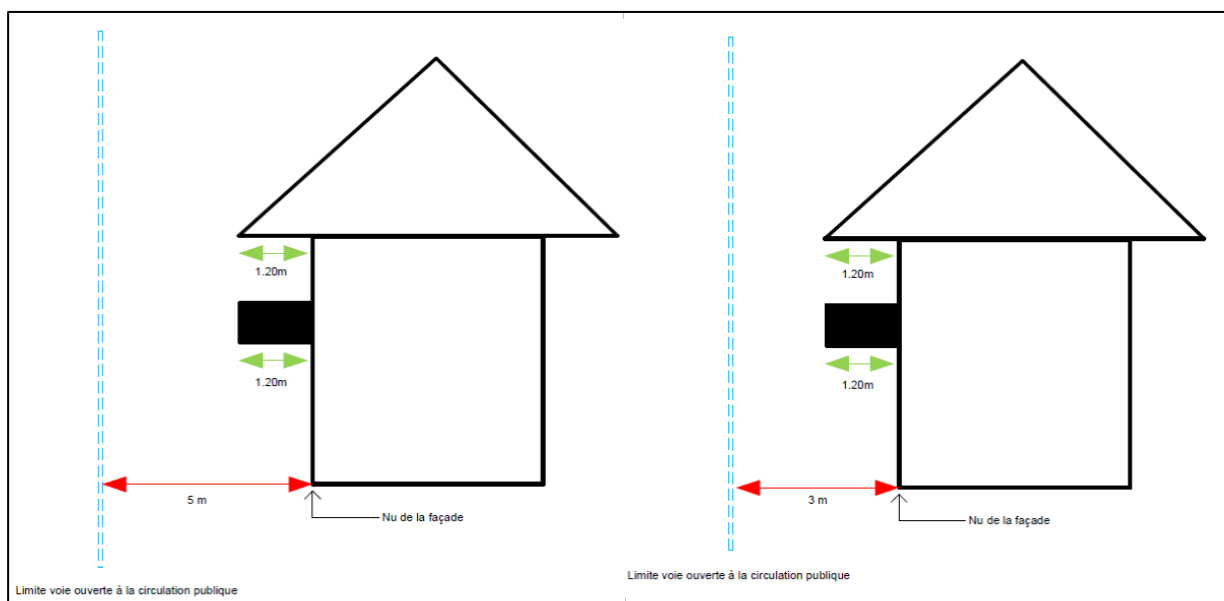 1.20m
1.20m
5 m
Nu de la façade
Limite voie ouverte à la circulation publique
1.20m
1.20m
3 m
Nu de la façade
Limite voie ouverte à la circulation publique